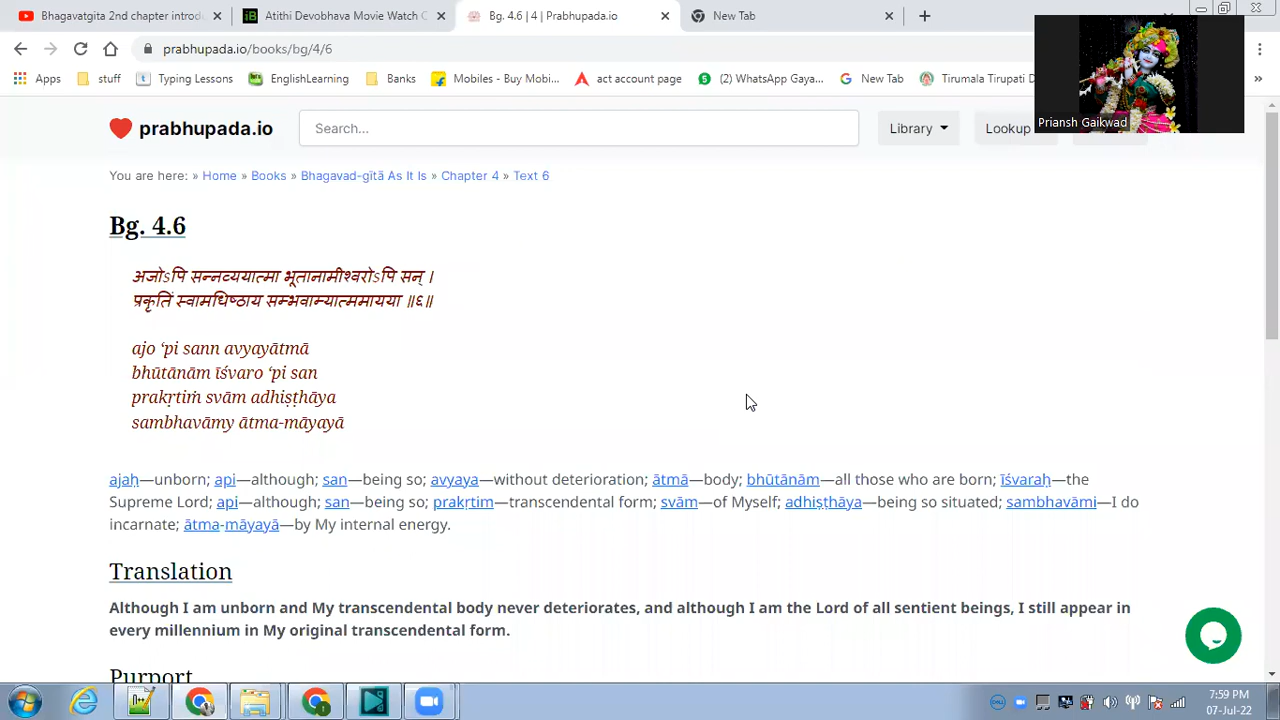 Bhagavatgita 2nd chapter introdu
Atithi Devobhava Movie Watch O
Bg. 4.6 | 4 | Prabhupada.io
New Tab
prabhupada.io/books/bg/4/6
Apps
stuff
Typing Lessons
EnglishLearning
Banks
Mobiles - Buy Mobi...
act account page
() WhatsApp Gaya...
New Tab
Tirumala Tirupati D
Priansh Gaikwad
prabhupada.io
Search...
Library
Lookup
You are here: » Home » Books » Bhagavad-gītā As It Is » Chapter 4 » Text 6
Bg. 4.6
अजोऽपि सन्नव्ययात्मा भूतानामीश्वरोऽपि सन् ।
प्रकृतिं स्वामधिष्ठाय सम्भवाम्यात्ममायया ॥६॥
ajo ‘pi sann avyayātmā
bhūtānām īśvaro ‘pi san
prakṛtiṁ svām adhiṣṭhāya
sambhavāmy ātma-māyayā
ajaḥ—unborn; api—although; san—being so; avyaya—without deterioration; ātmā—body; bhūtānām—all those who are born; īśvaraḥ—the
Supreme Lord; api—although; san—being so; prakṛtim—transcendental form; svām—of Myself; adhiṣṭhāya—being so situated; sambhavāmi—I do
incarnate; ātma-māyayā—by My internal energy.
Translation
Although I am unborn and My transcendental body never deteriorates, and although I am the Lord of all sentient beings, I still appear in
every millennium in My original transcendental form.
Purport
7:59 PM
07-Jul-22